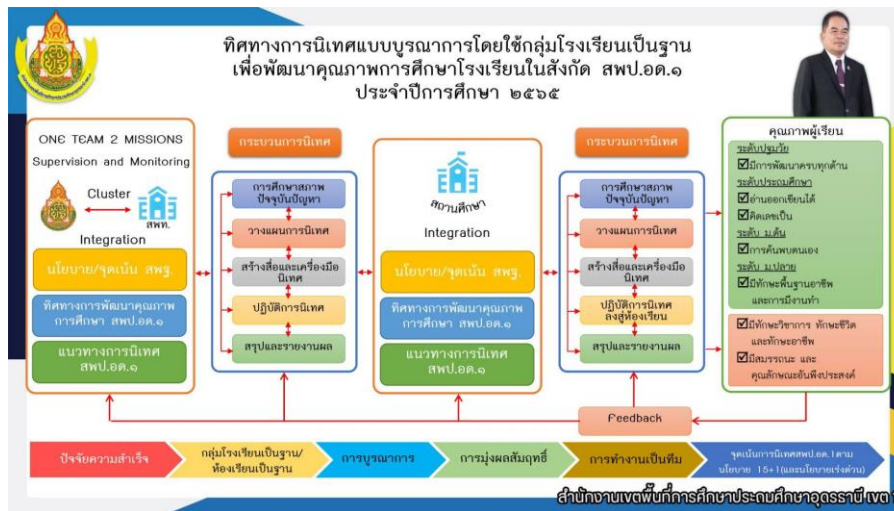 ทิศทางการนิเทศแบบบูรณาการโดยใช้กลุ่มโรงเรียนเป็นฐาน
เพื่อพัฒนาคุณภาพการศึกษาโรงเรียนในสังกัด สพป.อด.๑
ประจำปีการศึกษา ๒๕๖๕
ONE TEAM 2 MISSIONS
Supervision and Monitoring
Cluster
สพท.
Integration
นโยบาย/จุดเน้น สพฐ.
ทิศทางการพัฒนาคุณภาพ
การศึกษา สพป.อด.๑
แนวทางการนิเทศ
สพป.อด.๑
กระบวนการนิเทศ
การศึกษาสภาพ
ปัจจุบันปัญหา
วางแผนการนิเทศ
สร้างสื่อและเครื่องมือ
นิเทศ
ปฏิบัติการนิเทศ
สรุปและรายงานผล
สถานศึกษา
Integration
นโยบาย/จุดเน้น สพฐ.
ทิศทางการพัฒนาคุณภาพ
การศึกษา สพป.อด.๑
แนวทางการนิเทศ
สพป.อด.๑
กระบวนการนิเทศ
การศึกษาสภาพ
ปัจจุบันปัญหา
วางแผนการนิเทศ
สร้างสื่อและเครื่องมือ
นิเทศ
ปฏิบัติการนิเทศ
ลงสู่ห้องเรียน
สรุปและรายงานผล
คุณภาพผู้เรียน
ระดับปฐมวัย
☑มีการพัฒนาครบทุกด้าน
ระดับประถมศึกษา
☑อ่านออกเขียนได้
☑คิดเลขเป็น
ระดับ ม.ต้น
☑การค้นพบตนเอง
ระดับ ม.ปลาย
☑มีทักษะพื้นฐานอาชีพ
และการมีงานทำ
☑มีทักษะวิชาการ ทักษะชีวิต
และทักษะอาชีพ
☑มีสมรรถนะ และ
คุณลักษณะอันพึงประสงค์
Feedback
ปัจจัยความสำเร็จ
กลุ่มโรงเรียนเป็นฐาน/
ห้องเรียนเป็นฐาน
การบูรณาการ
การมุ่งผลสัมฤทธิ์
การทำงานเป็นทีม
จุดเน้นการนิเทศสพป.อด.1ตาม
นโยบาย 15+1(และนโยบายเร่งด่วน)
สำนักงานเขตพื้นที่การศึกษาประถมศึกษาอุดรธานี เขต